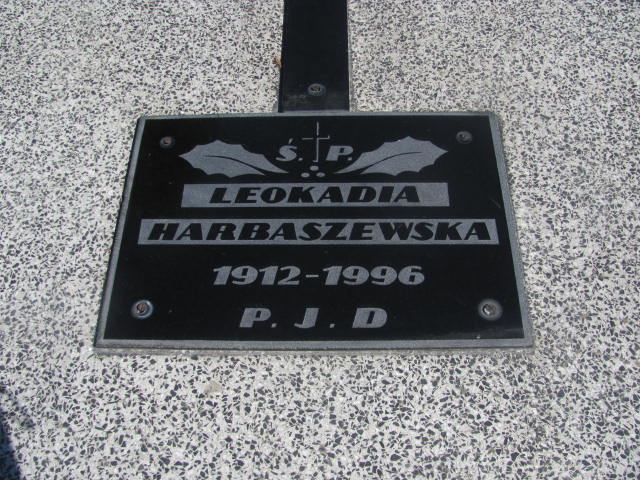 Ś. P.
LEOKADIA
HARBASZEWSKA
1912-1996
P. J. D